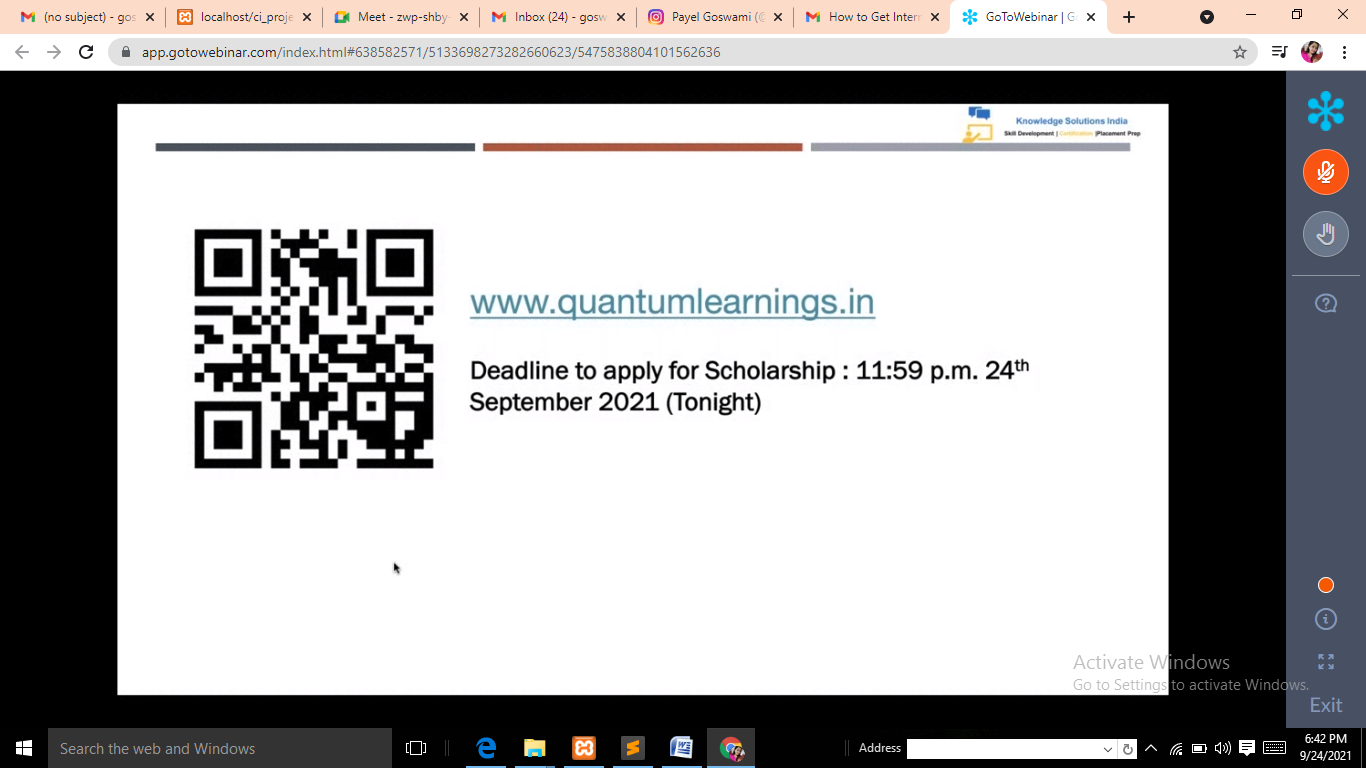 (no subject) - gos
localhost/ci_proje
Meet - zwp-shby-
Inbox (24) - gosw
Payel Goswami (@
How to Get Intern
GoToWebinar | G
app.gotowebinar.com/index.html#638582571/5133698273282660623/5475838804101562636
Knowledge Solutions India
Skill Development | Certification |Placement Prep
www.quantumlearnings.in
Deadline to apply for Scholarship : 11:59 p.m. 24th
September 2021 (Tonight)
Activate Windows
Go to Settings to activate Windows.
Exit
Search the web and Windows
Address
6:42 PM
9/24/2021